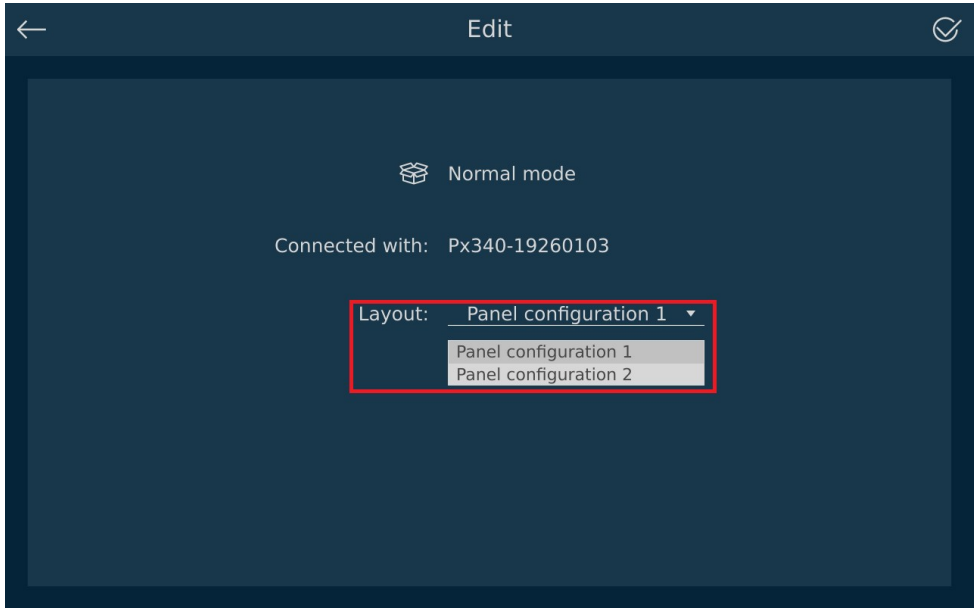 Edit
Normal mode
Connected with: Px340-19260103
Layout: Panel configuration 1
Panel configuration 1
Panel configuration 2